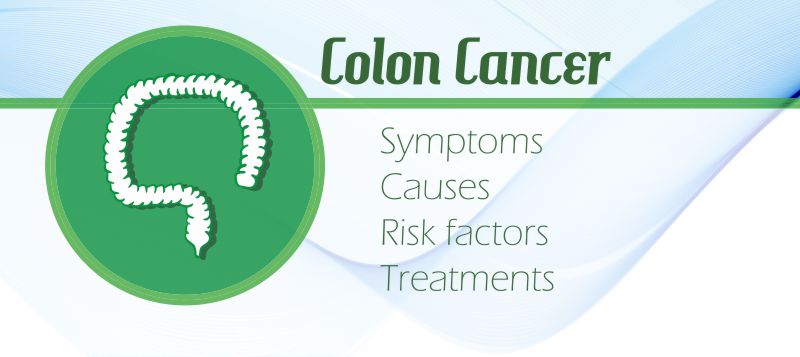 Colon Cancer
Symptoms
Causes
Risk factors
Treatments